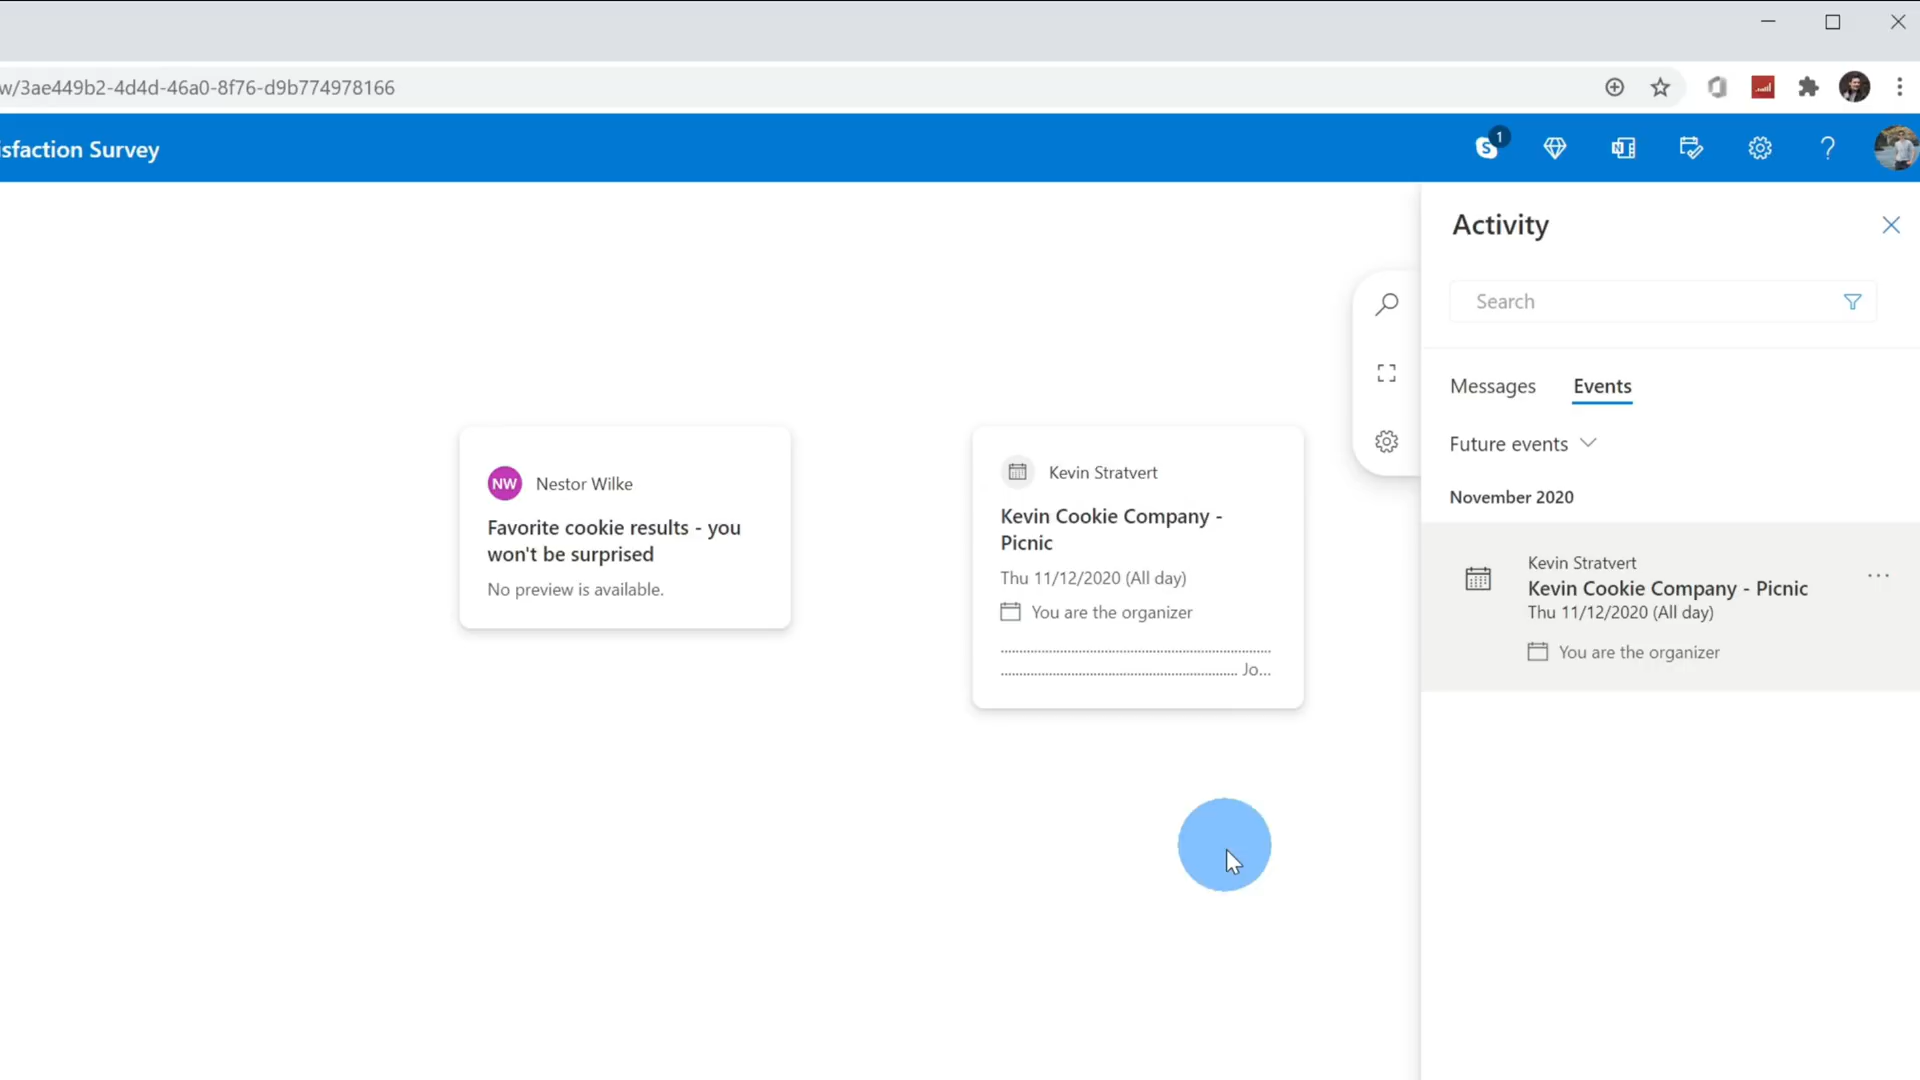 w/3ae449b2-4d4d-46a0-8f76-d9b774978166
isfaction Survey
1
Activity
Search
Messages Events
Future events
November 2020
Kevin Stratvert
Kevin Cookie Company - Picnic
Thu 11/12/2020 (All day)
You are the organizer
NW Nestor Wilke
Favorite cookie results - you
won't be surprised
No preview is available.
Kevin Stratvert
Kevin Cookie Company -
Picnic
Thu 11/12/2020 (All day)
You are the organizer
Jo...